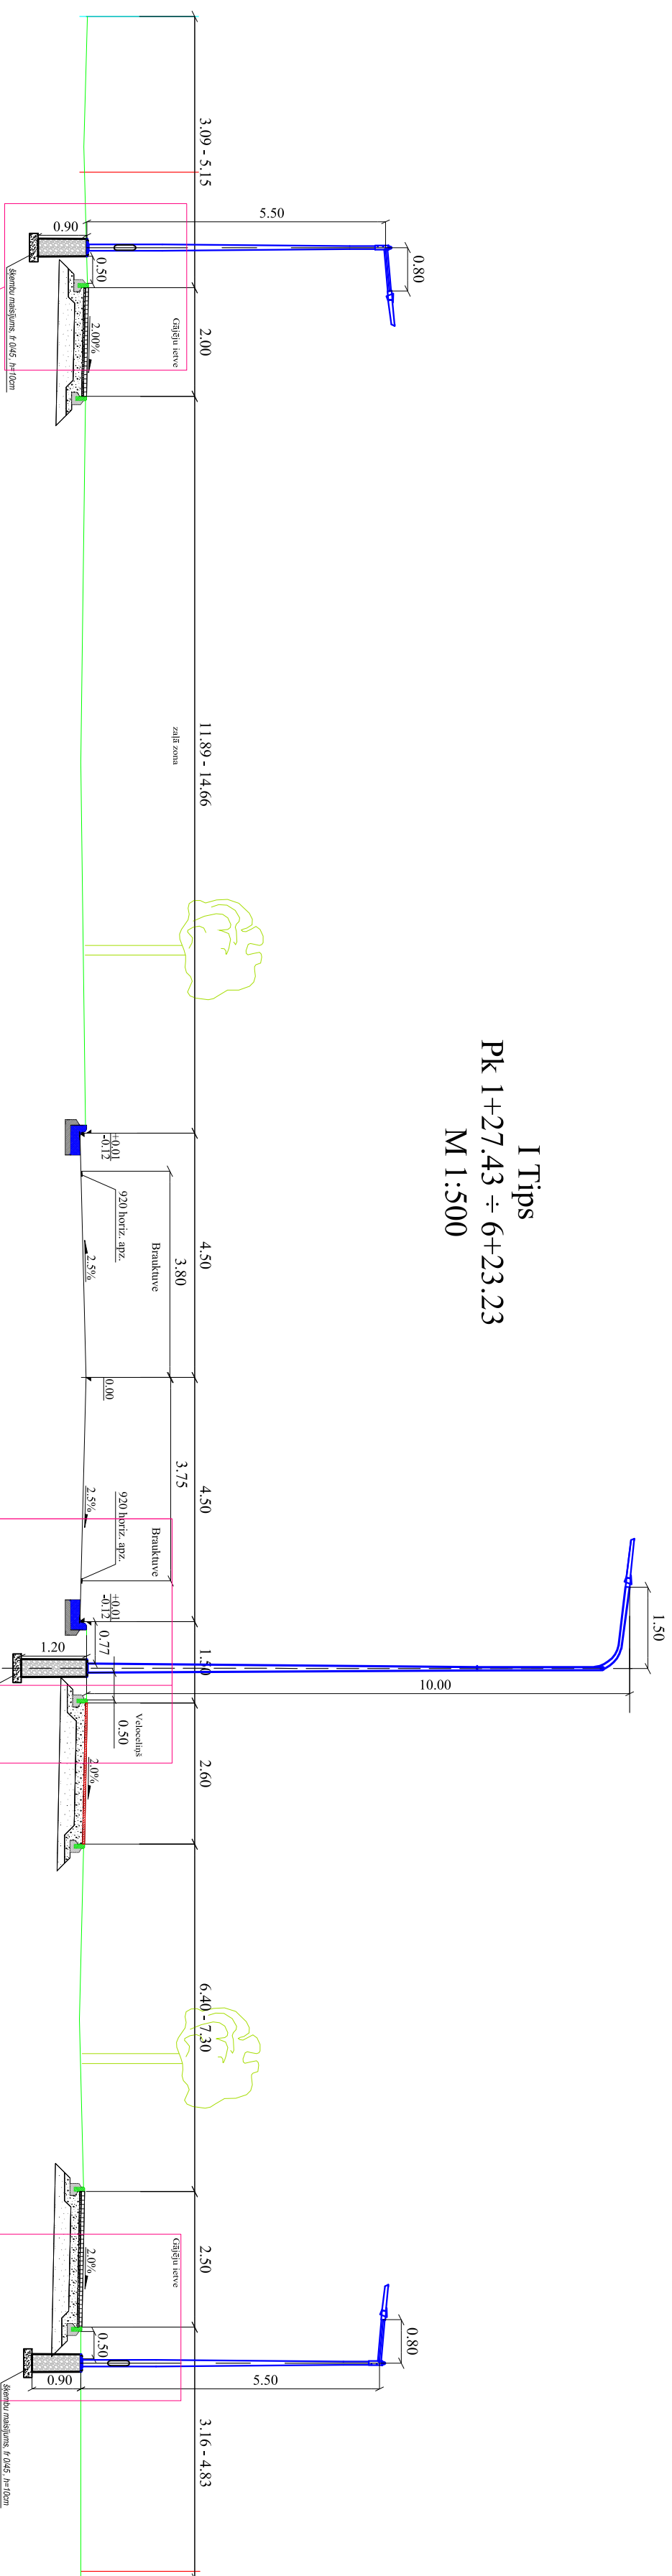 I Tips
Pk 1+27.43 ÷ 6+23.23
M 1:500
0.80
5.50
0.90
0.50
3.09 - 5.15
2.00
Gājēju ietve
2.00%
šķembu maisījums, fr 0/45 , h=10cm
11.89 - 14.66
zaļā zona
4.50
3.80
Brauktuve
920 horiz. apz.
+0.01
-0.12
2.5%
0.00
4.50
3.75
Brauktuve
920 horiz. apz.
2.5%
+0.01
-0.12
0.77
1.50
1.50
10.00
1.20
0.50
Veloceliņš
2.60
2.0%
6.40 - 7.30
2.50
Gājēju ietve
2.0%
0.50
0.80
5.50
0.90
3.16 - 4.83
šķembu maisījums, fr 0/45 , h=10cm